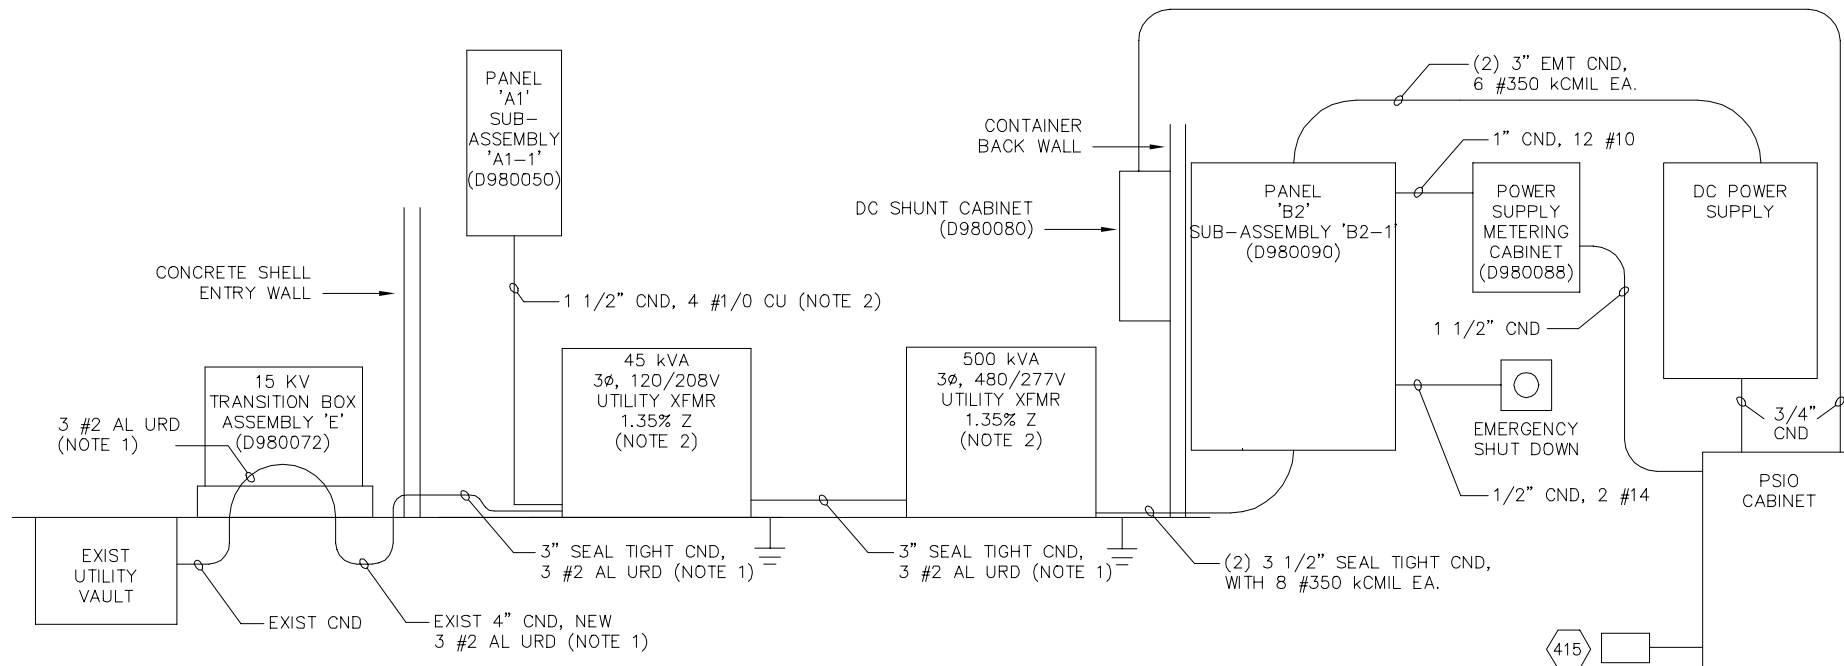 PANEL
'A1'
SUB-
ASSEMBLY
'A1-1'
(D980050)
CONCRETE SHELL
ENTRY WALL
1 1/2" CND, 4 #1/0 CU (NOTE 2)
15 KV
TRANSITION BOX
ASSEMBLY 'E'
(D980072)
3 #2 AL URD
(NOTE 1)
45 kVA
3ø, 120/208V
UTILITY XFMR
1.35% Z
(NOTE 2)
500 kVA
3ø, 480/277V
UTILITY XFMR
1.35% Z
(NOTE 2)
EXIST
UTILITY
VAULT
EXIST CND
EXIST 4" CND, NEW
3 #2 AL URD (NOTE 1)
3" SEAL TIGHT CND,
3 #2 AL URD (NOTE 1)
3" SEAL TIGHT CND,
3 #2 AL URD (NOTE 1)
(2) 3 1/2" SEAL TIGHT CND,
WITH 8 #350 kCMIL EA.
CONTAINER
BACK WALL
DC SHUNT CABINET
(D980080)
PANEL
'B2'
SUB-ASSEMBLY 'B2-1'
(D980090)
(2) 3" EMT CND,
6 #350 kCMIL EA.
1" CND, 12 #10
POWER
SUPPLY
METERING
CABINET
(D980088)
DC POWER
SUPPLY
1 1/2" CND
EMERGENCY
SHUT DOWN
1/2" CND, 2 #14
3/4"
CND
PSIO
CABINET
415